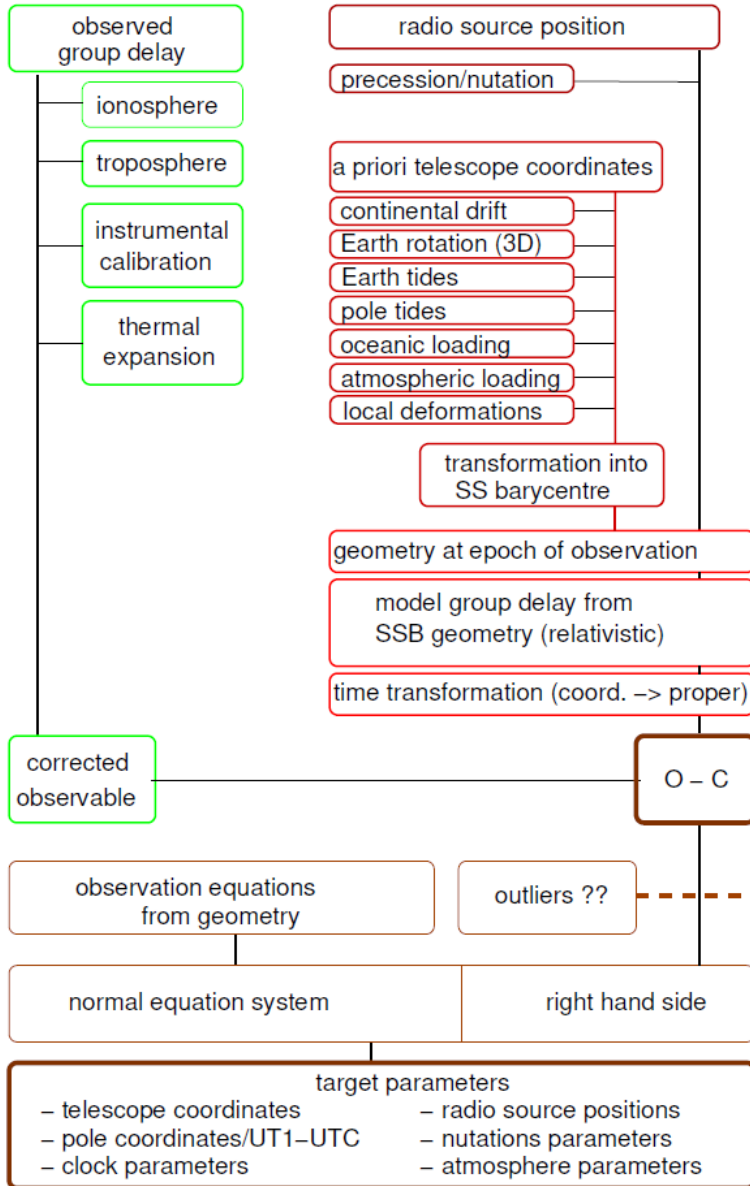 observed
group delay
ionosphere
troposphere
instrumental
calibration
thermal
expansion
corrected
observable
radio source position
precession/nutation
a priori telescope coordinates
continental drift
Earth rotation (3D)
Earth tides
pole tides
oceanic loading
atmospheric loading
local deformations
transformation into
SS barycentre
geometry at epoch of observation
model group delay from
SSB geometry (relativistic)
time transformation (coord. −> proper)
O − C
observation equations
from geometry
outliers ??
normal equation system
right hand side
target parameters
− telescope coordinates
− pole coordinates/UT1−UTC
− clock parameters
− radio source positions
− nutations parameters
− atmosphere parameters